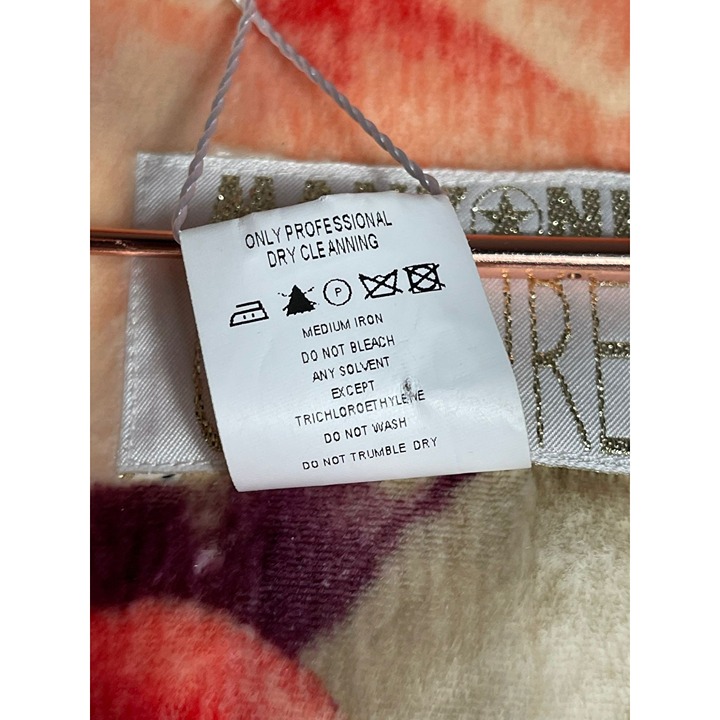 ONLY PROFESSIONAL
DRY CLEANNING
P
MEDIUM IRON
DO NOT BLEACH
ANY SOLVENT
EXCEPT
TRICHLOROETHYLENE
DO NOT WASH
DO NOT TRUMBLE DRY